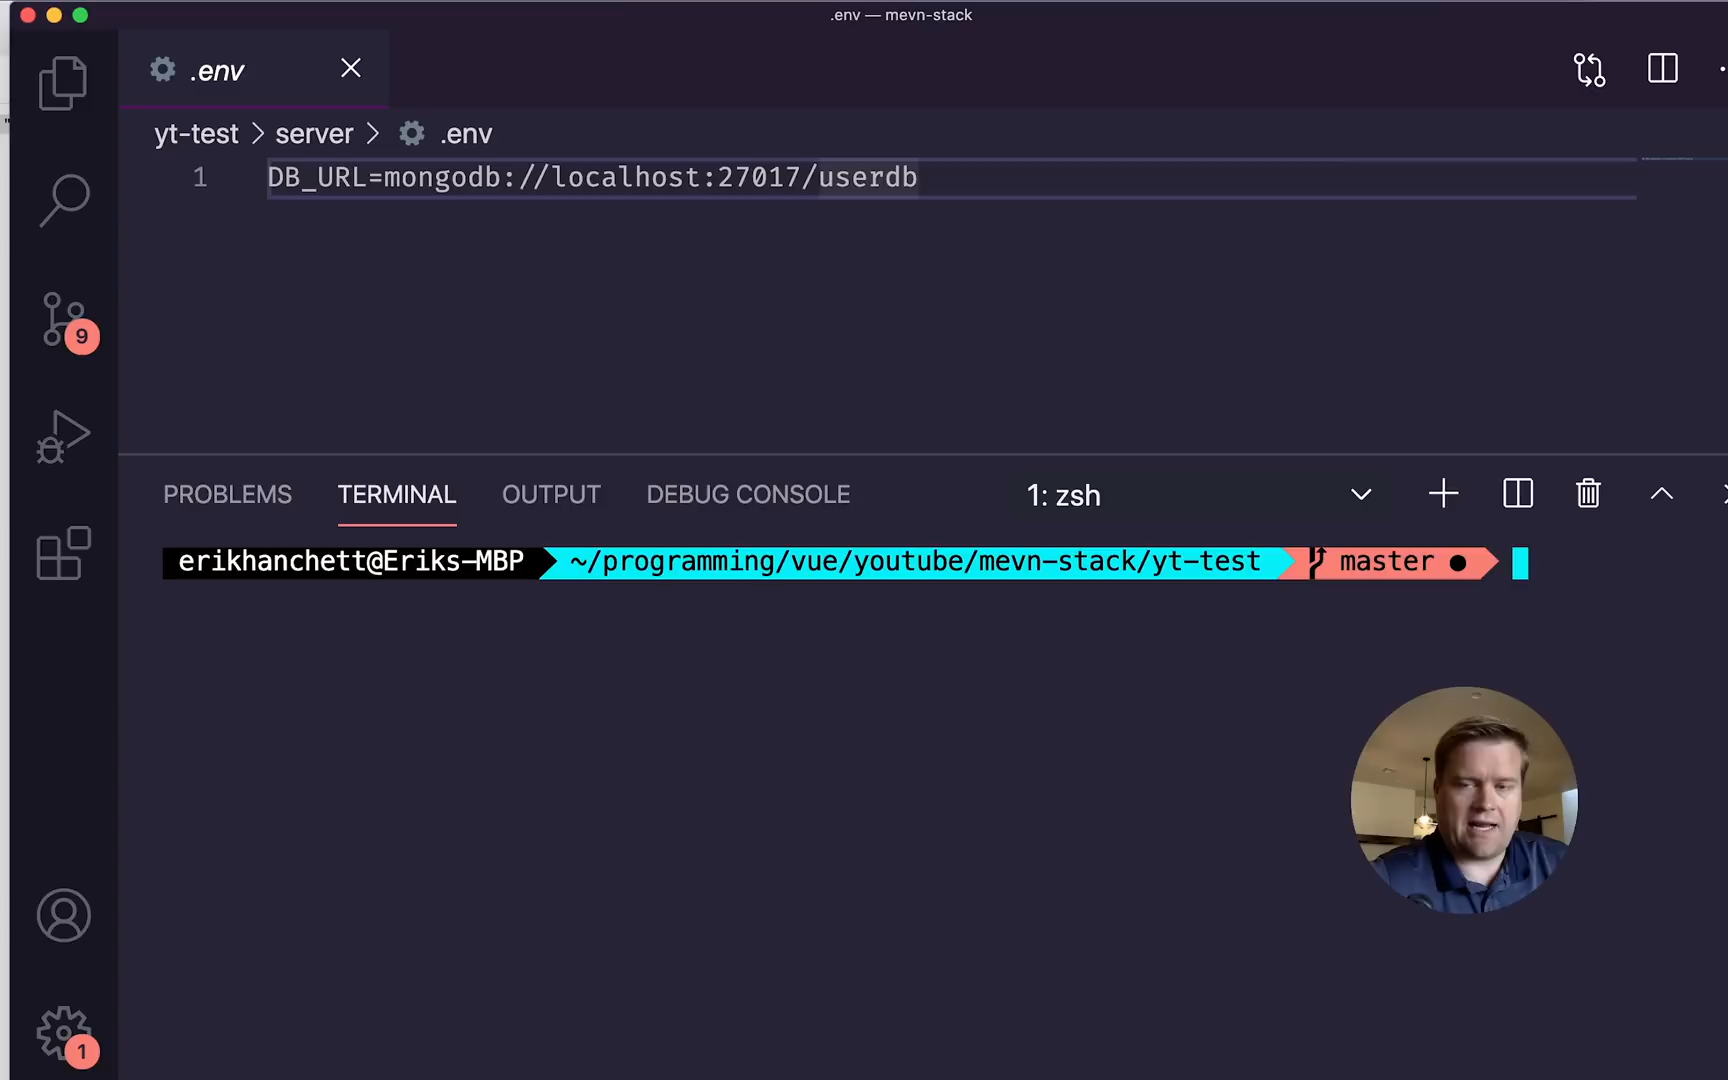 .env — mevn-stack
.env
yt-test > server > .env
1 DB_URL=mongodb://localhost:27017/userdb
9
PROBLEMS TERMINAL OUTPUT DEBUG CONSOLE 1: zsh
erikhanchett@Eriks-MBP ~/programming/vue/youtube/mevn-stack/yt-test master ●
1